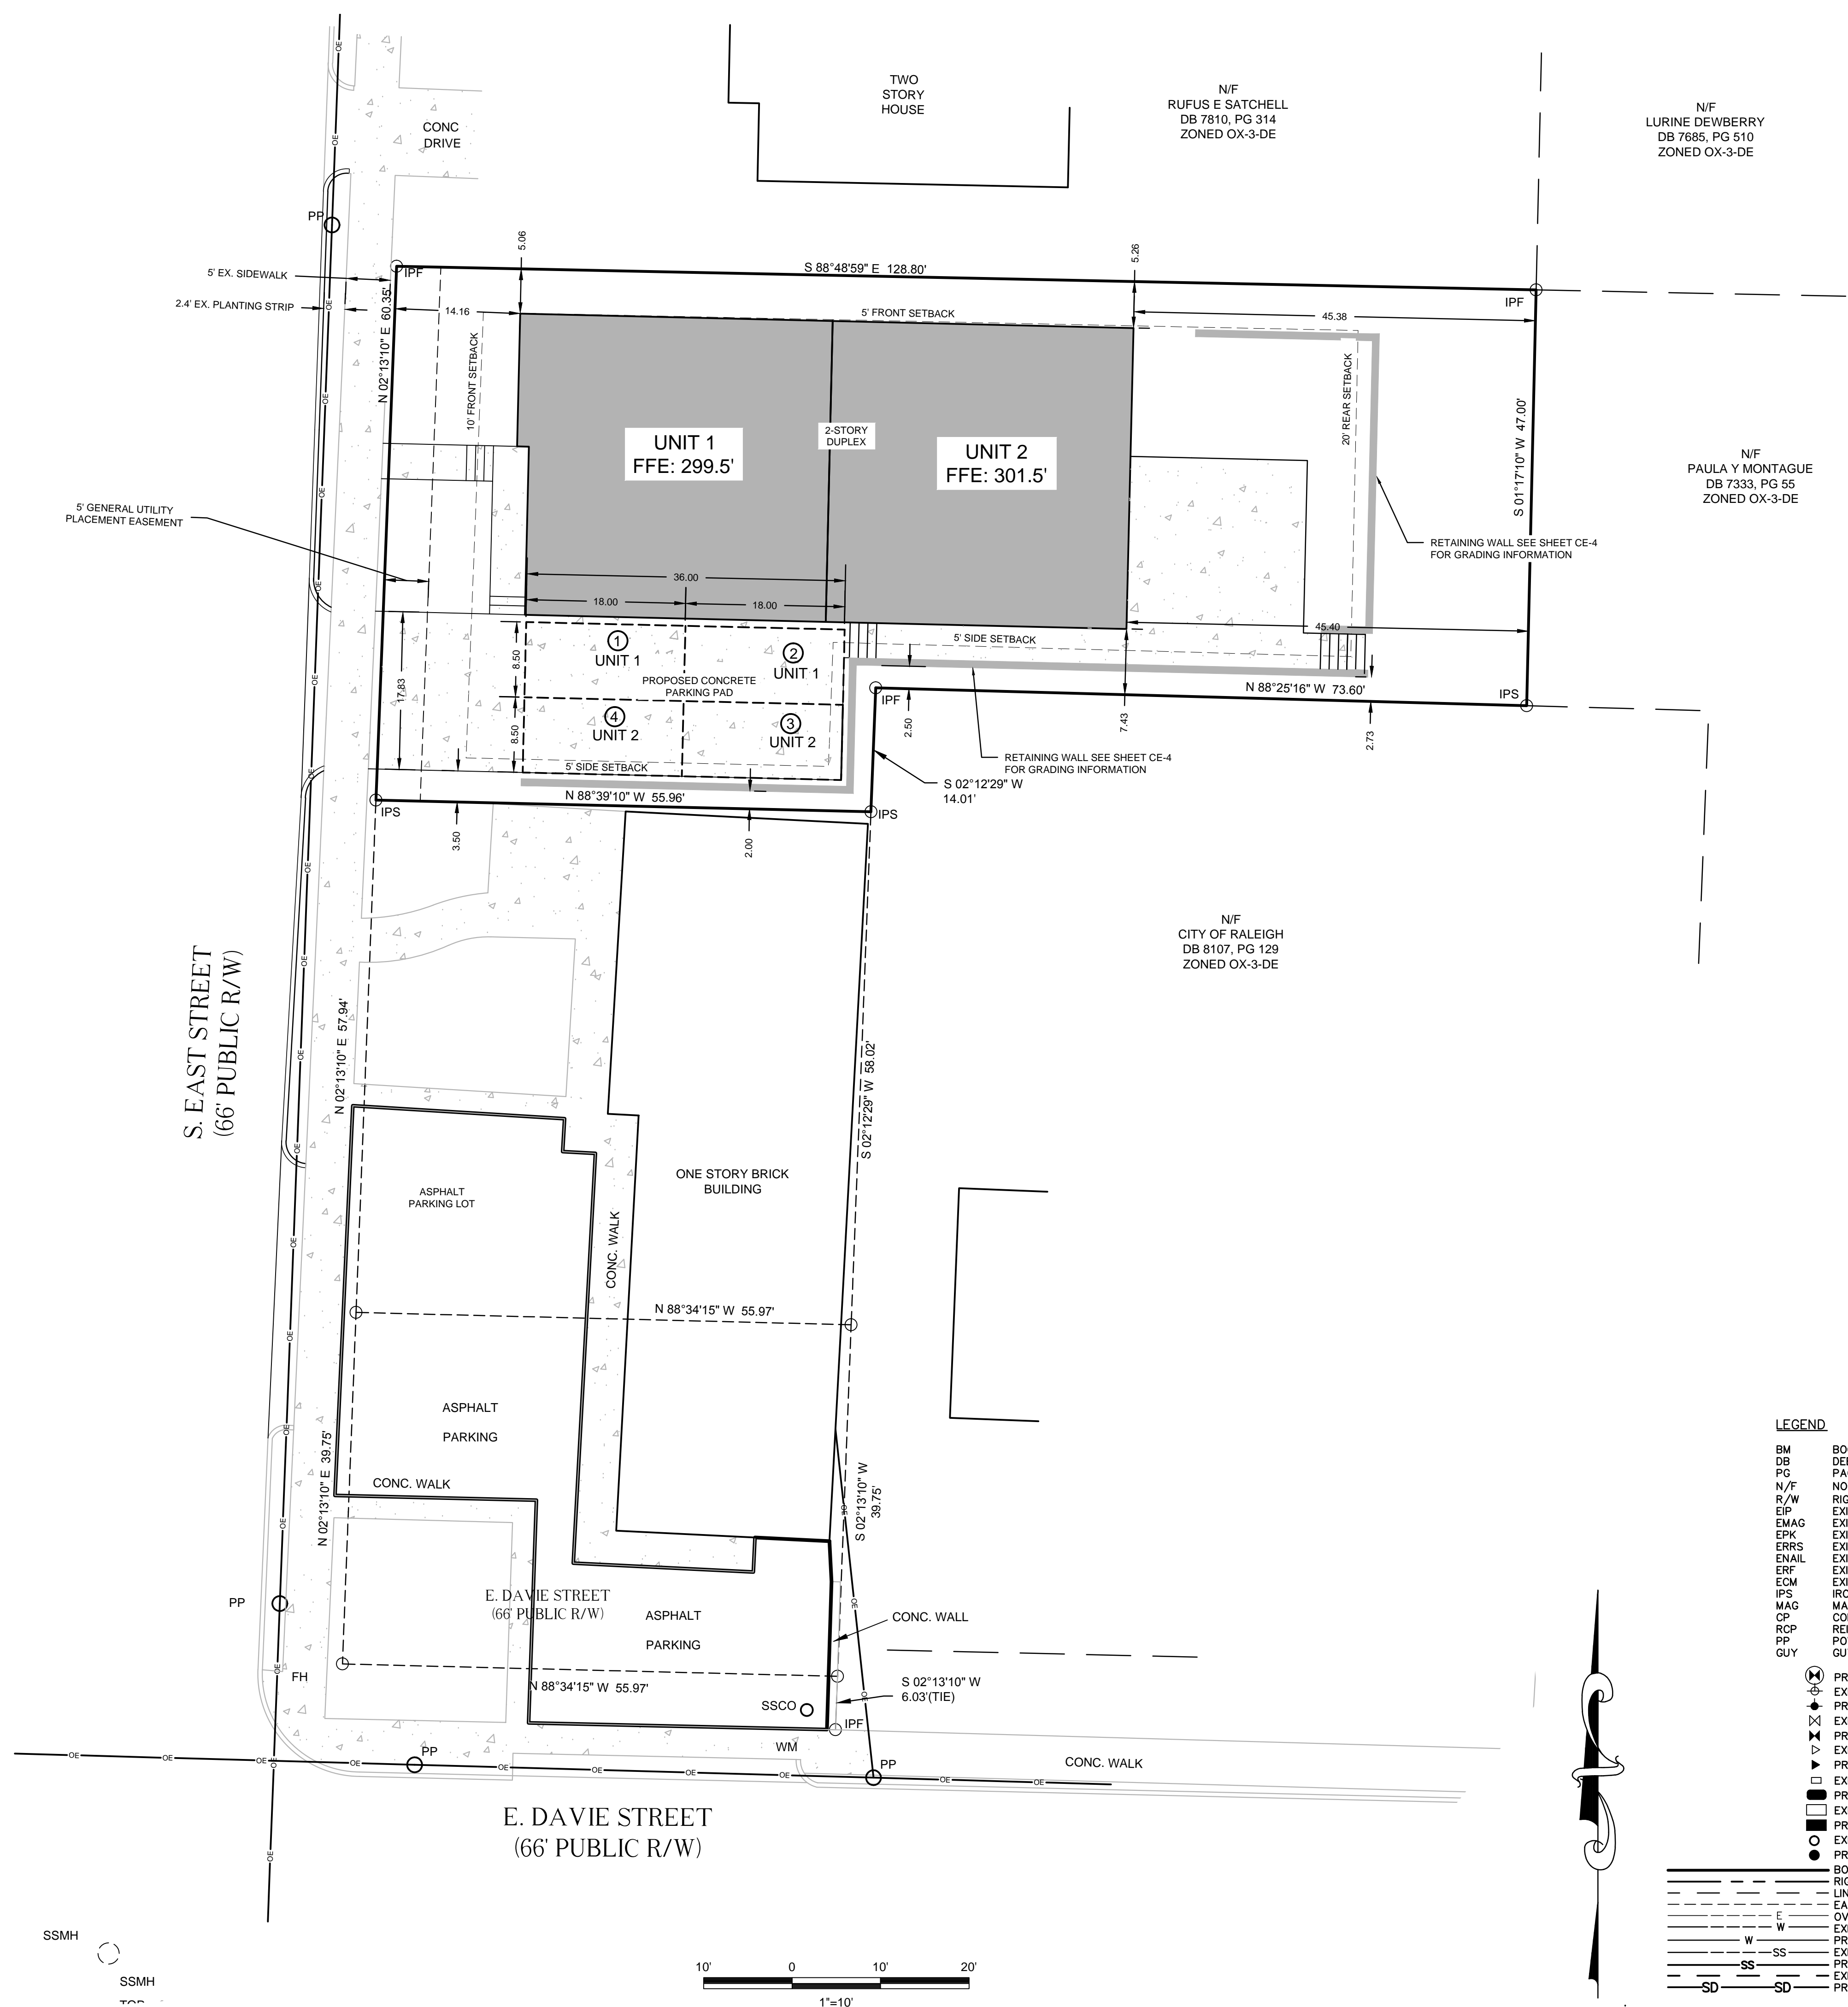 TWO
STORY
HOUSE
N/F
RUFUS E SATCHELL
DB 7810, PG 314
ZONED OX-3-DE
N/F
LURINE DEWBERRY
DB 7685, PG 510
ZONED OX-3-DE
CONC
DRIVE
PP
5' EX. SIDEWALK
2.4' EX. PLANTING STRIP
IPF
N 02°13'10" E 60.35'
5.06
S 88°48'59" E 128.80'
5.26
IPF
14.16
5' FRONT SETBACK
45.38
10' FRONT SETBACK
20' REAR SETBACK
S 01°17'10" W 47.00'
UNIT 1
FFE: 299.5'
2-STORY
DUPLEX
UNIT 2
FFE: 301.5'
N/F
PAULA Y MONTAGUE
DB 7333, PG 55
ZONED OX-3-DE
5' GENERAL UTILITY
PLACEMENT EASEMENT
RETAINING WALL SEE SHEET CE-4
FOR GRADING INFORMATION
36.00
18.00
18.00
45.40
5' SIDE SETBACK
1
UNIT 1
2
UNIT 1
8.50
17.83
PROPOSED CONCRETE
PARKING PAD
4
UNIT 2
3
UNIT 2
8.50
5' SIDE SETBACK
IPF
N 88°25'16" W 73.60'
IPS
2.50
7.43
2.73
RETAINING WALL SEE SHEET CE-4
FOR GRADING INFORMATION
S 02°12'29" W
14.01'
N 88°39'10" W 55.96'
IPS
IPS
3.50
2.00
N/F
CITY OF RALEIGH
DB 8107, PG 129
ZONED OX-3-DE
S. EAST STREET
(66' PUBLIC R/W)
N 02°13'10" E 57.94'
S 02°12'29" W 58.02'
ONE STORY BRICK
BUILDING
ASPHALT
PARKING LOT
CONC. WALK
N 88°34'15" W 55.97'
ASPHALT
PARKING
CONC. WALK
N 02°13'10" E 39.75'
S 02°13'10" W
39.75'
E. DAVIE STREET
(66' PUBLIC R/W)
ASPHALT
PARKING
CONC. WALL
PP
FH
N 88°34'15" W 55.97'
S 02°13'10" W
6.03'(TIE)
SSCO
IPF
WM
PP
PP
CONC. WALK
OE
E. DAVIE STREET
(66' PUBLIC R/W)
SSMH
SSMH
10' 0 10' 20'
1"=10'
LEGEND
BM
DB
PG
N/F
R/W
EIP
EMAG
EPK
ERRS
ENAIL
ERF
ECM
IPS
MAG
CP
RCP
PP
GUY
E
W
W
SS
SS
SD SD